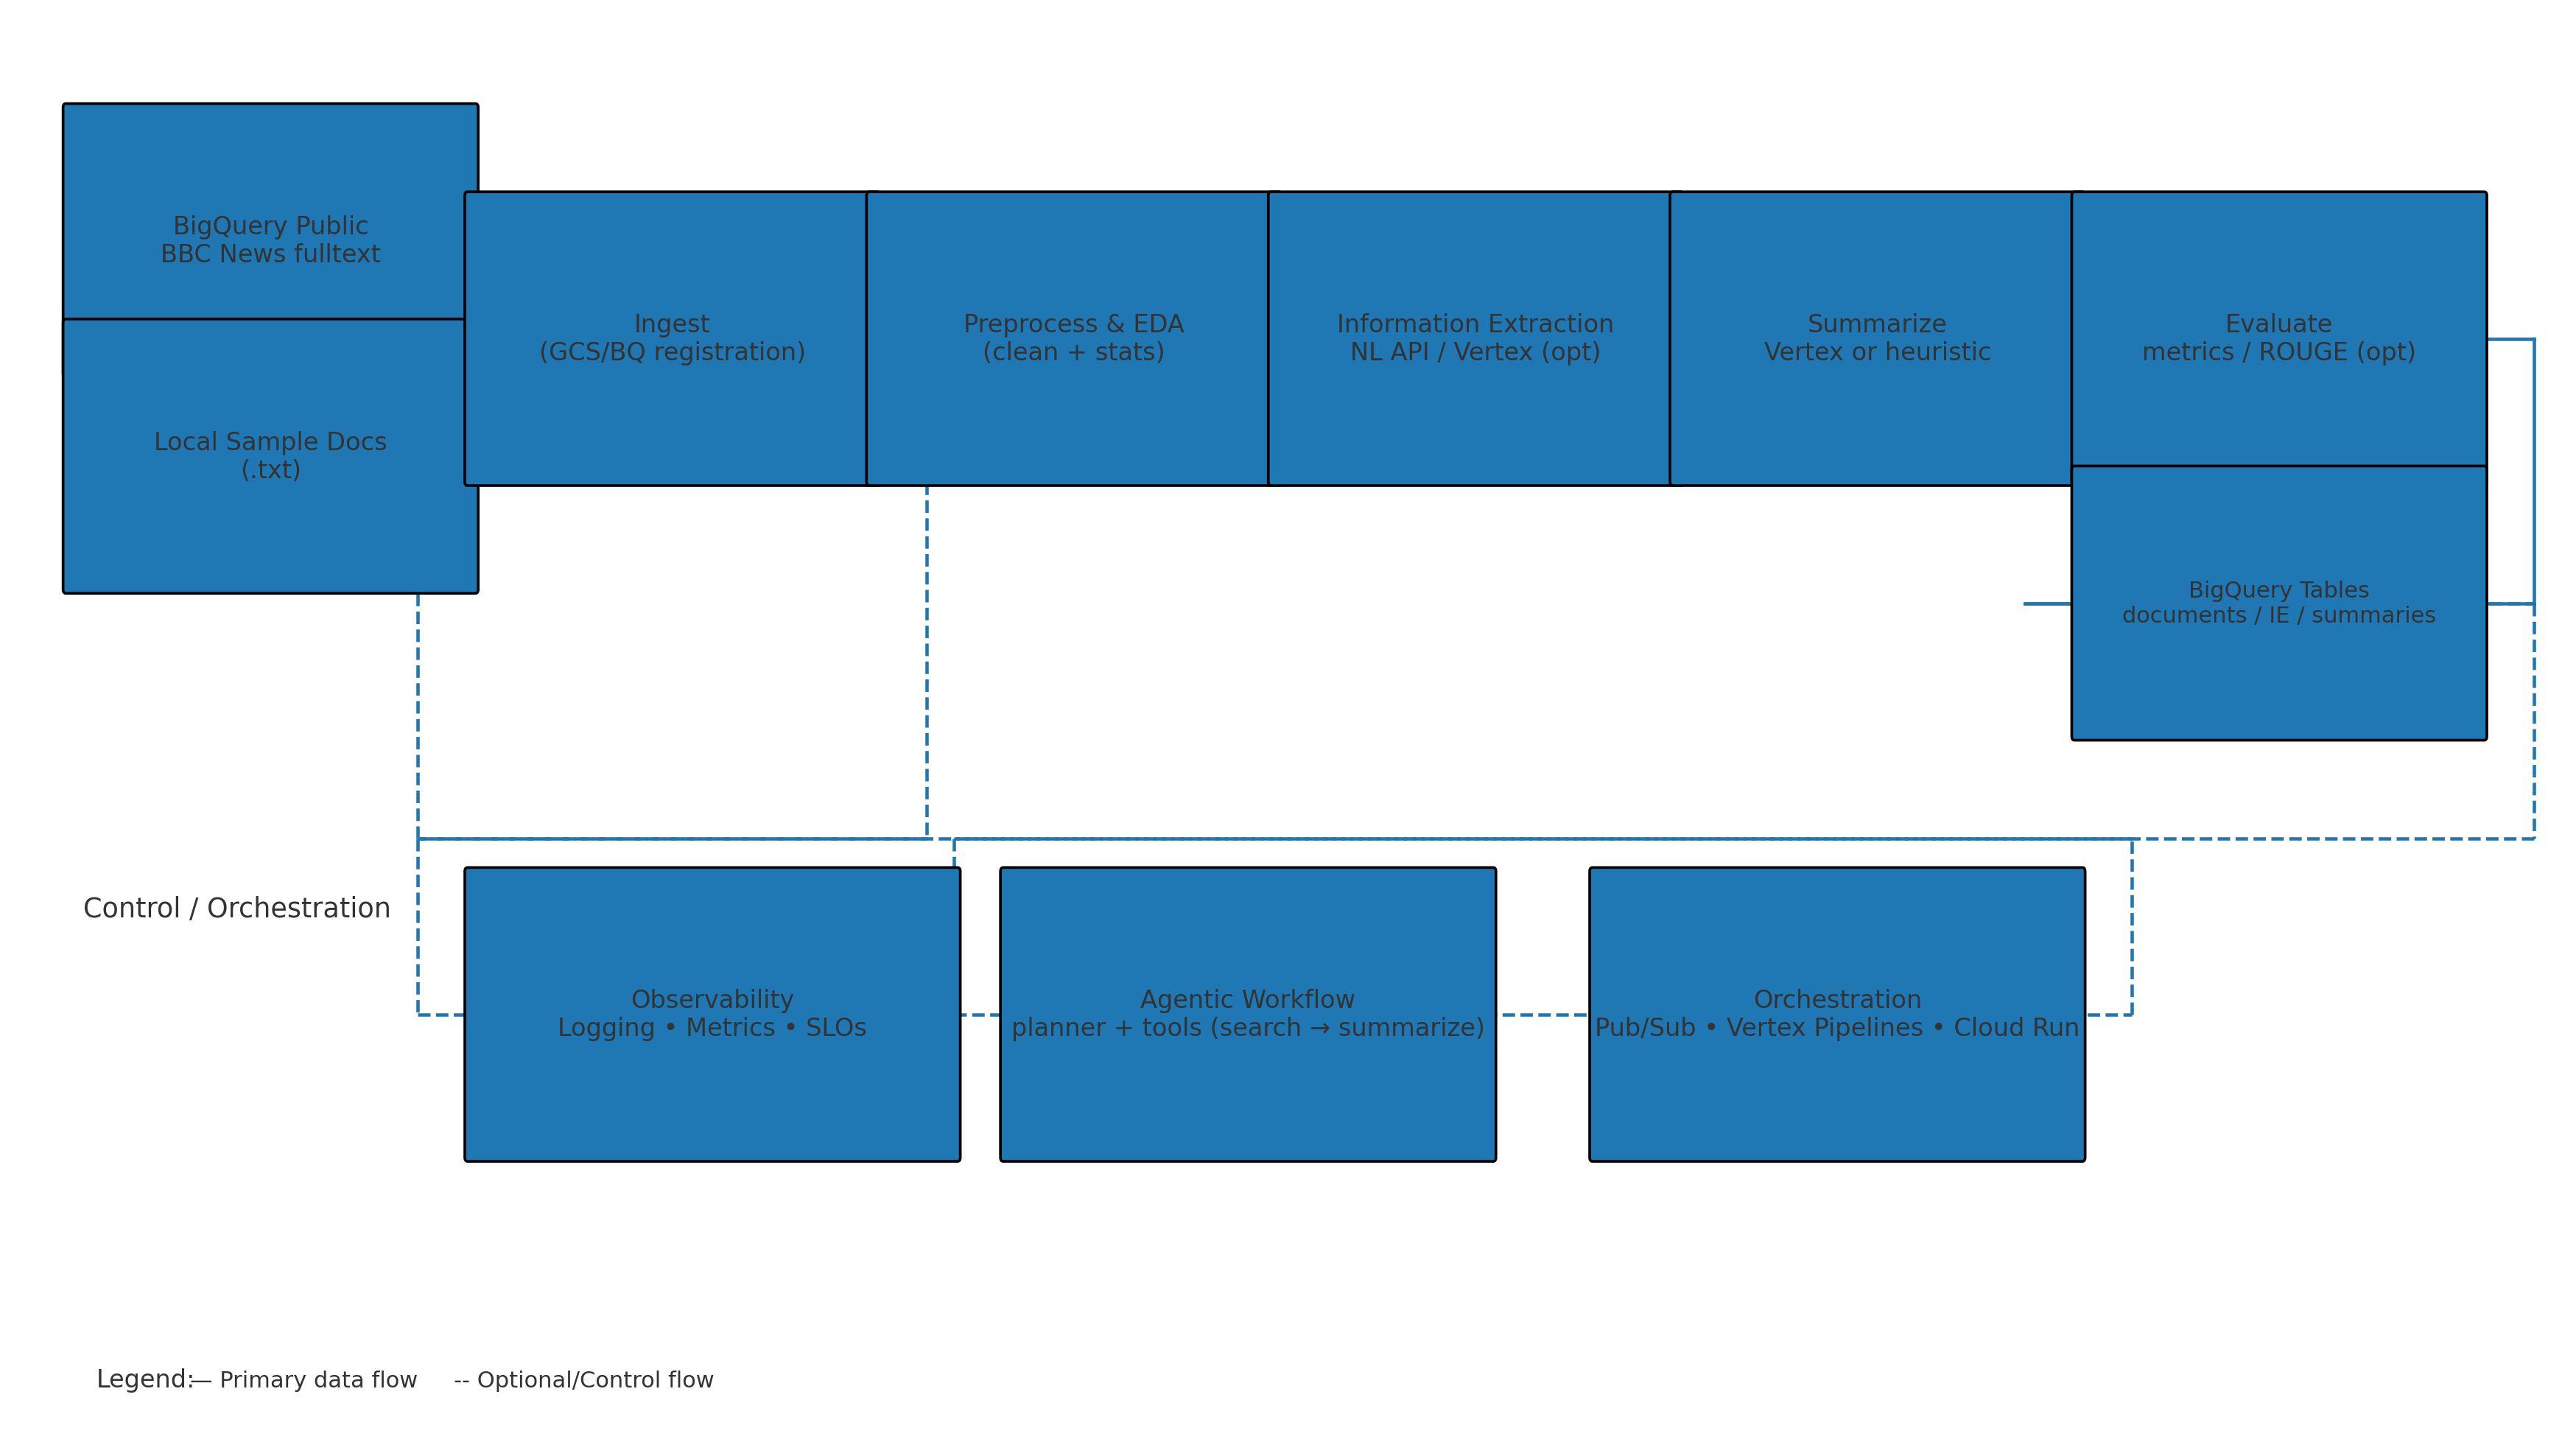 BigQuery Public
BBC News fulltext
Local Sample Docs
(.txt)
Ingest
(GCS/BQ registration)
Preprocess & EDA
(clean + stats)
Information Extraction
NL API / Vertex (opt)
Summarize
Vertex or heuristic
Evaluate
metrics / ROUGE (opt)
BigQuery Tables
documents / IE / summaries
Control / Orchestration
Observability
Logging • Metrics • SLOs
Agentic Workflow
planner + tools (search → summarize)
Orchestration
Pub/Sub • Vertex Pipelines • Cloud Run
Legend: — Primary data flow -- Optional/Control flow